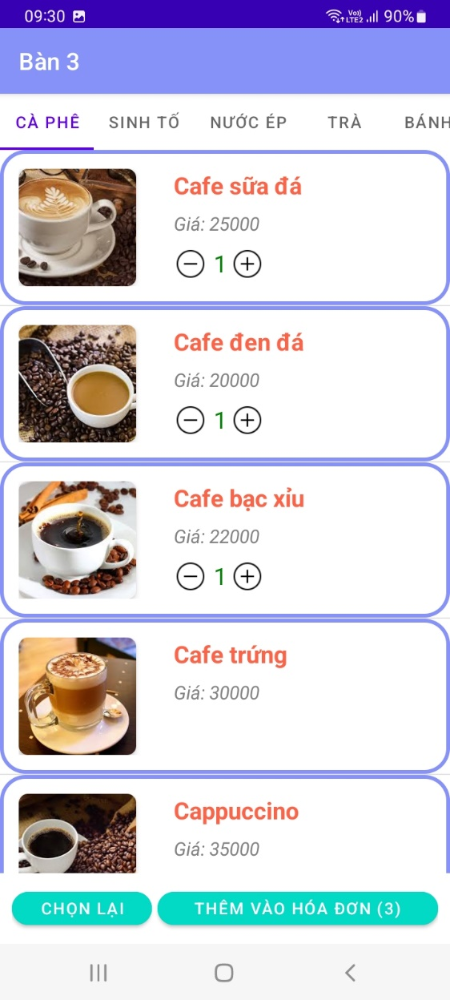 09:30 Vo)) LTE2 90%
Bàn 3
CÀ PHÊ SINH TỐ NƯỚC ÉP TRÀ BÁNH
Cafe sữa đá
Giá: 25000
1
Cafe đen đá
Giá: 20000
1
Cafe bạc xỉu
Giá: 22000
1
Cafe trứng
Giá: 30000
Cappuccino
Giá: 35000
CHỌN LẠI THÊM VÀO HÓA ĐƠN (3)